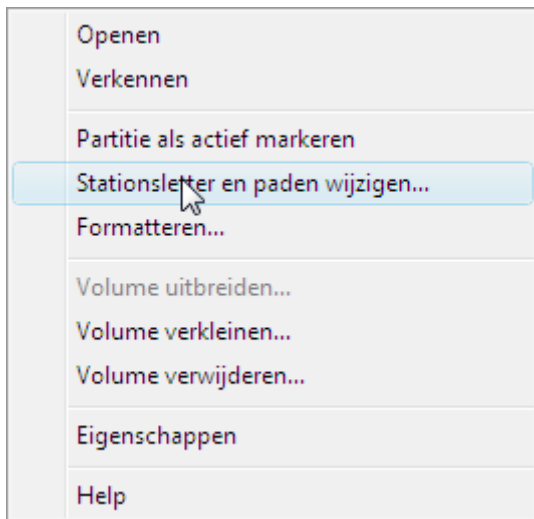 Openen
Verkennen
Partitie als actief markeren
Stationsletter en paden wijzigen...
Formatteren...
Volume uitbreiden...
Volume verkleinen...
Volume verwijderen...
Eigenschappen
Help